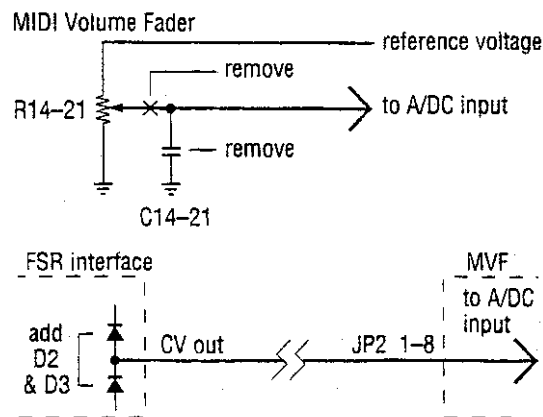 MIDI Volume Fader
reference voltage
remove
R14–21
to A/DC input
remove
C14–21
FSR interface
MVF
to A/DC
input
add
D2
& D3
CV out
JP2 1–8